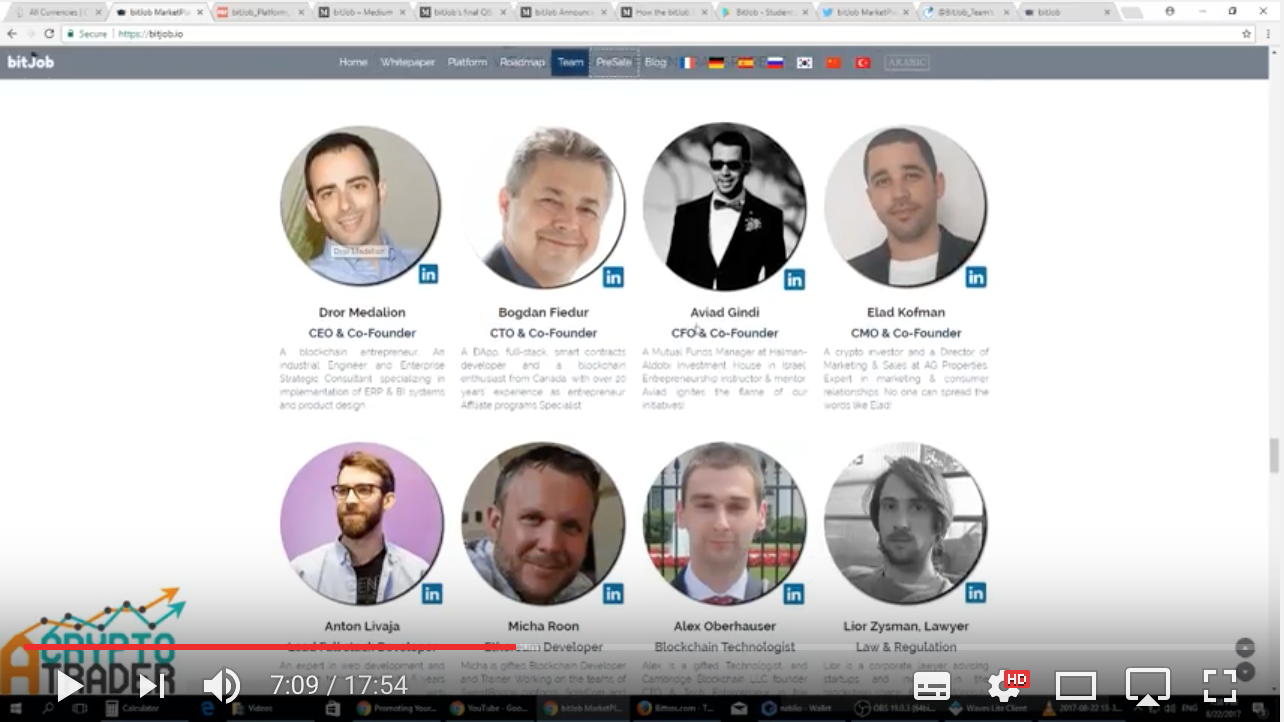 All Currencies | C
bitJob MarketPl
bitJob_Platform_
bitJob – Medium
bitJob's final Q&
bitJob Announc
How the bitJob
BitJob - Student
bitJob MarketPl
@BitJob_Team's
bitJob
Secure | https://bitjob.io
bitJob
Home Whitepaper Platform Roadmap Team PreSale Blog ARABIC
Dror Medalion
in in in in
Dror Medalion Bogdan Fiedur Aviad Gindi Elad Kofman
CEO & Co-Founder CTO & Co-Founder CFO & Co-Founder CMO & Co-Founder
A blockchain entrepreneur. An
industrial Engineer and Enterprise
Strategic Consultant specializing in
implementation of ERP & BI systems
and product design
A DApp, full-stack, smart contracts
developer and a blockchain
enthusiast from Canada with over 20
years experience as entrepreneur
Affiliate programs Specialist
A Mutual Funds Manager at Halman-
Aldobi Investment House in Israel
Entrepreneurship instructor & mentor
Aviad ignites the flame of our
initiatives!
A crypto investor and a Director of
Marketing & Sales at AG Properties.
Expert in marketing & consumer
relationships. No one can spread the
words like Elad!
in in in in
Anton Livaja Micha Roon Alex Oberhauser Lior Zysman, Lawyer
Lead Fullstack Developer Ethereum Developer Blockchain Technologist Law & Regulation
An expert in web development and
Micha is gifted Blockchain Developer
and Trainer Working on the teams of
Alex is a gifted Technologist, and
Cambridge Blockchain LLC founder
Lior is a corporate lawyer advising
startups and
A CRYPTO
TRADER
7:09 / 17:54
HD
Calculator
Videos
Promoting Your...
YouTube - Goo...
bitJob MarketPl...
Bittrex.com - T...
neblio - Wallet
OBS 19.0.3 (64bi...
Waves Lite Client
2017-08-22 13-3...
ENG
8/22/2017